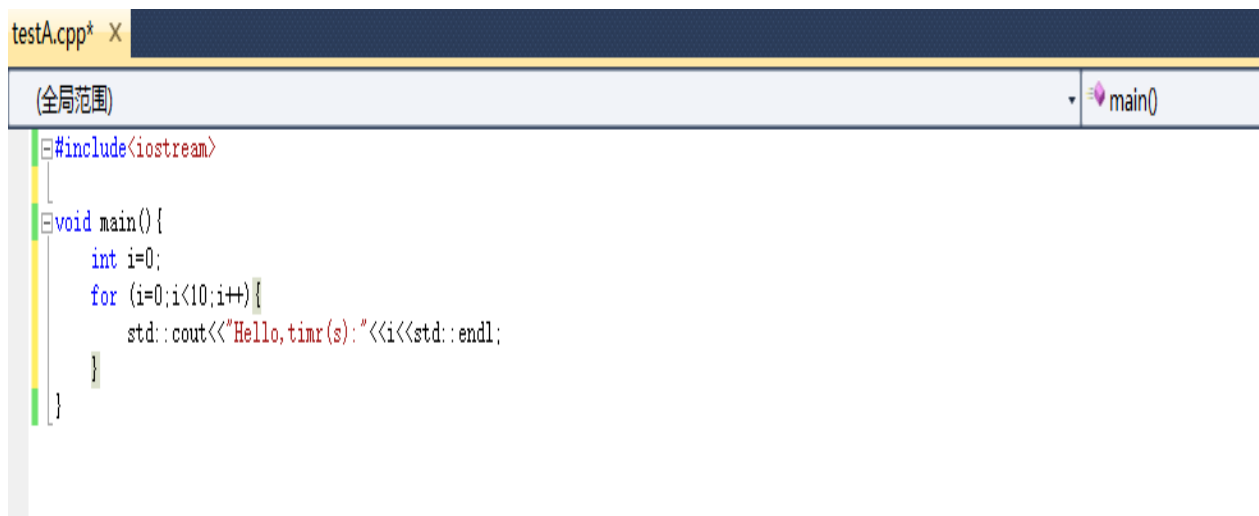 testA.cpp* X
(全局范围) main()
#include<iostream>
void main(){
int i=0;
for (i=0;i<10;i++){
std::cout<<"Hello,timr(s):"<<i<<std::endl;
}
}